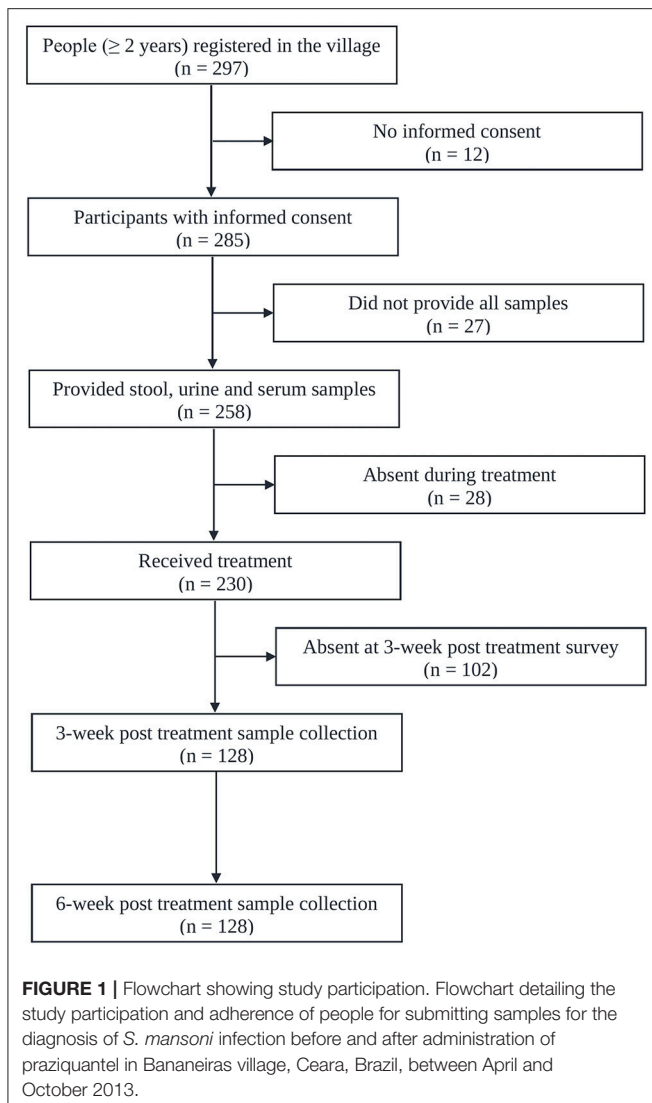 People (≥ 2 years) registered in the village
(n = 297)
No informed consent
(n = 12)
Participants with informed consent
(n = 285)
Did not provide all samples
(n = 27)
Provided stool, urine and serum samples
(n = 258)
Absent during treatment
(n = 28)
Received treatment
(n = 230)
Absent at 3-week post treatment survey
(n = 102)
3-week post treatment sample collection
(n = 128)
6-week post treatment sample collection
(n = 128)
FIGURE 1 | Flowchart showing study participation. Flowchart detailing the
study participation and adherence of people for submitting samples for the
diagnosis of S. mansoni infection before and after administration of
praziquantel in Bananeiras village, Ceara, Brazil, between April and
October 2013.